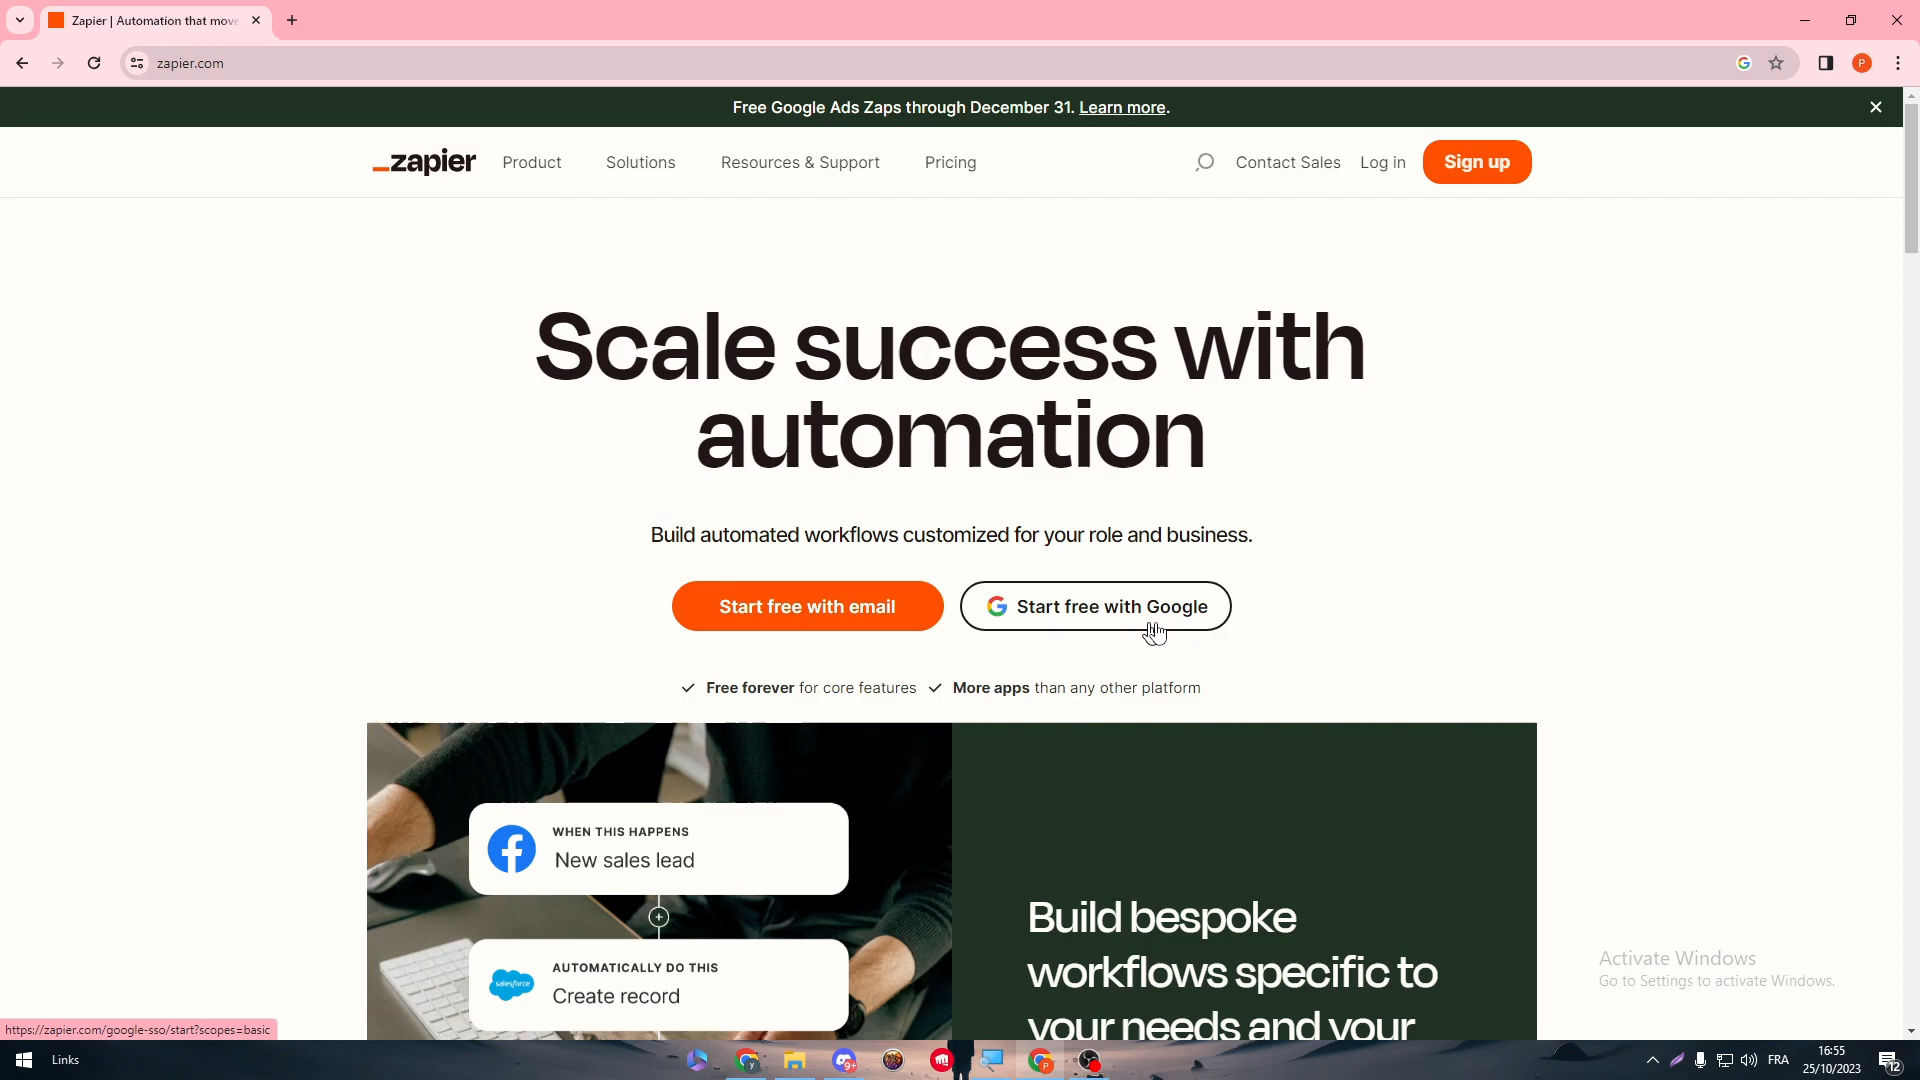 Zapier | Automation that move
zapier.com
P
Free Google Ads Zaps through December 31. Learn more.
zapier
Product
Solutions
Resources & Support
Pricing
Contact Sales
Log in
Sign up
Scale success with
automation
Build automated workflows customized for your role and business.
Start free with email
Start free with Google
Free forever for core features
More apps than any other platform
WHEN THIS HAPPENS
New sales lead
AUTOMATICALLY DO THIS
salesforce
Create record
Build bespoke
workflows specific to
your needs and your
Activate Windows
Go to Settings to activate Windows.
https://zapier.com/google-sso/start?scopes=basic
Links
y
9+
P
FRA
16:55
25/10/2023
12